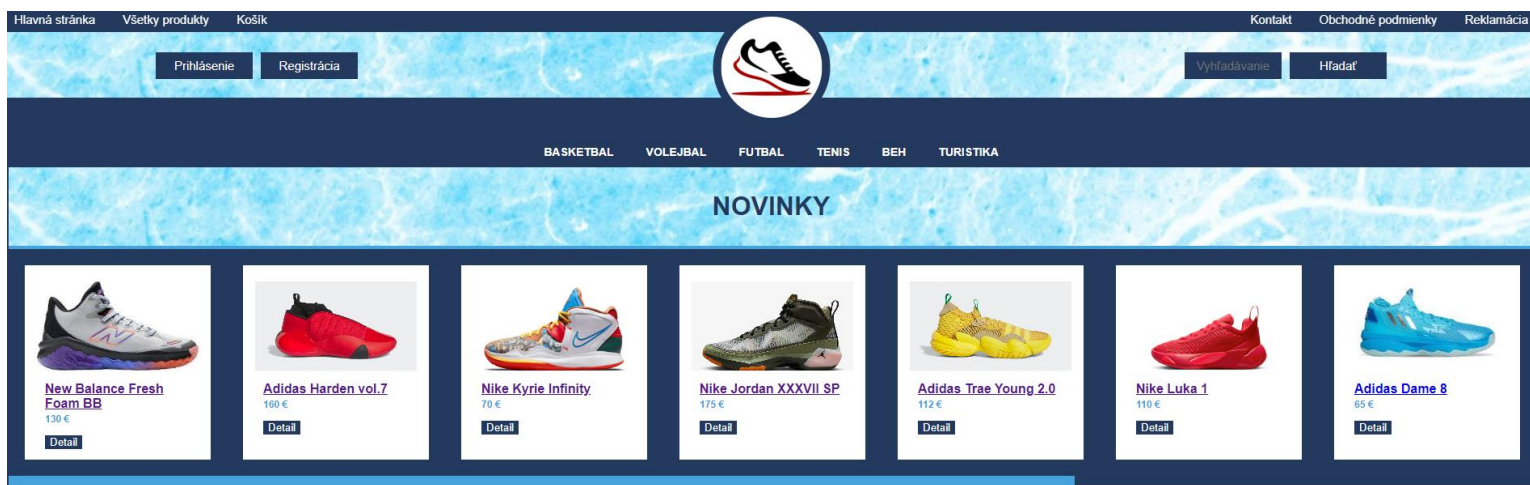 Hlavná stránka Všetky produkty Košík Kontakt Obchodné podmienky Reklamácia
Prihlásenie Registrácia Vyhľadávanie Hľadať
BASKETBAL VOLEJBAL FUTBAL TENIS BEH TURISTIKA
NOVINKY
New Balance Fresh
Foam BB
130 €
Detail
Adidas Harden vol.7
160 €
Detail
Nike Kyrie Infinity
70 €
Detail
Nike Jordan XXXVII SP
175 €
Detail
Adidas Trae Young 2.0
112 €
Detail
Nike Luka 1
110 €
Detail
Adidas Dame 8
65 €
Detail